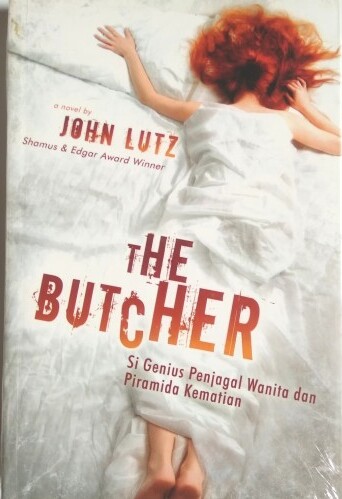 a novel by
JOHN LUTZ
Shamus & Edgar Award Winner
THE
BUTCHER
Si Genius Penjagal Wanita dan
Piramida Kematian